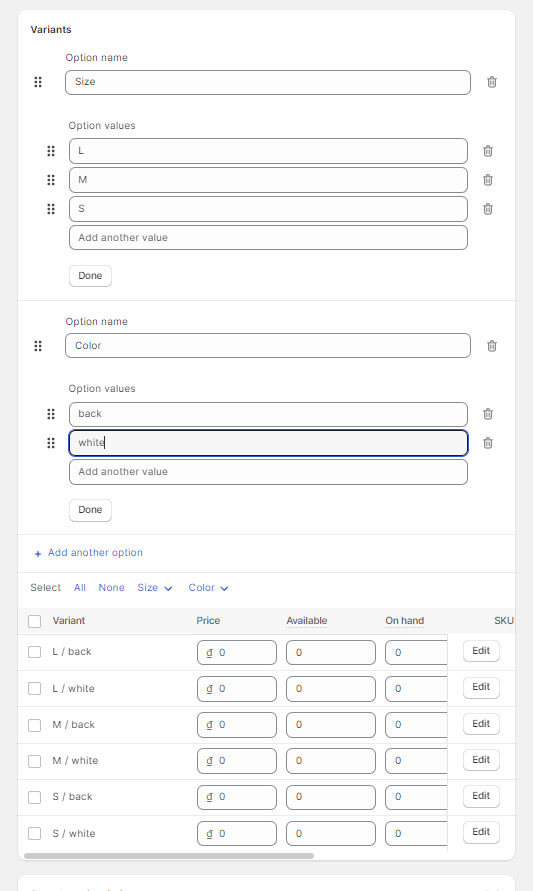 Variants
Option name
Size
Option values
L
M
S
Add another value
Done
Option name
Color
Option values
back
white
Add another value
Done
+ Add another option
Select All None Size Color
Variant Price Available On hand SKU
L / back ₫ 0 0 0 Edit
L / white ₫ 0 0 0 Edit
M / back ₫ 0 0 0 Edit
M / white ₫ 0 0 0 Edit
S / back ₫ 0 0 0 Edit
S / white ₫ 0 0 0 Edit